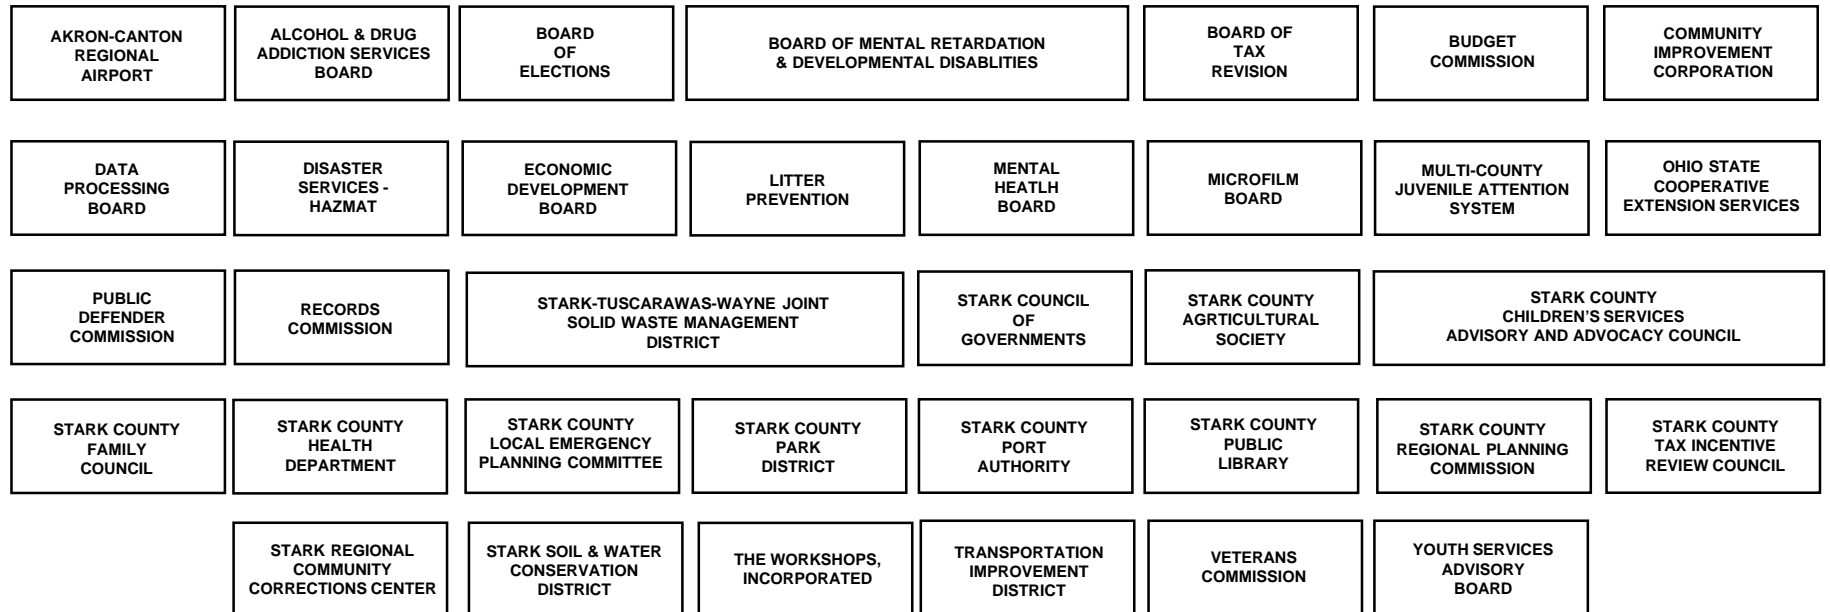 AKRON-CANTON
REGIONAL
AIRPORT
ALCOHOL & DRUG
ADDICTION SERVICES
BOARD
BOARD
OF
ELECTIONS
BOARD OF MENTAL RETARDATION
& DEVELOPMENTAL DISABLITIES
BOARD OF
TAX
REVISION
BUDGET
COMMISSION
COMMUNITY
IMPROVEMENT
CORPORATION
DATA
PROCESSING
BOARD
DISASTER
SERVICES -
HAZMAT
ECONOMIC
DEVELOPMENT
BOARD
LITTER
PREVENTION
MENTAL
HEATLH
BOARD
MICROFILM
BOARD
MULTI-COUNTY
JUVENILE ATTENTION
SYSTEM
OHIO STATE
COOPERATIVE
EXTENSION SERVICES
PUBLIC
DEFENDER
COMMISSION
RECORDS
COMMISSION
STARK-TUSCARAWAS-WAYNE JOINT
SOLID WASTE MANAGEMENT
DISTRICT
STARK COUNCIL
OF
GOVERNMENTS
STARK COUNTY
AGRTICULTURAL
SOCIETY
STARK COUNTY
CHILDREN’S SERVICES
ADVISORY AND ADVOCACY COUNCIL
STARK COUNTY
FAMILY
COUNCIL
STARK COUNTY
HEALTH
DEPARTMENT
STARK COUNTY
LOCAL EMERGENCY
PLANNING COMMITTEE
STARK COUNTY
PARK
DISTRICT
STARK COUNTY
PORT
AUTHORITY
STARK COUNTY
PUBLIC
LIBRARY
STARK COUNTY
REGIONAL PLANNING
COMMISSION
STARK COUNTY
TAX INCENTIVE
REVIEW COUNCIL
STARK REGIONAL
COMMUNITY
CORRECTIONS CENTER
STARK SOIL & WATER
CONSERVATION
DISTRICT
THE WORKSHOPS,
INCORPORATED
TRANSPORTATION
IMPROVEMENT
DISTRICT
VETERANS
COMMISSION
YOUTH SERVICES
ADVISORY
BOARD